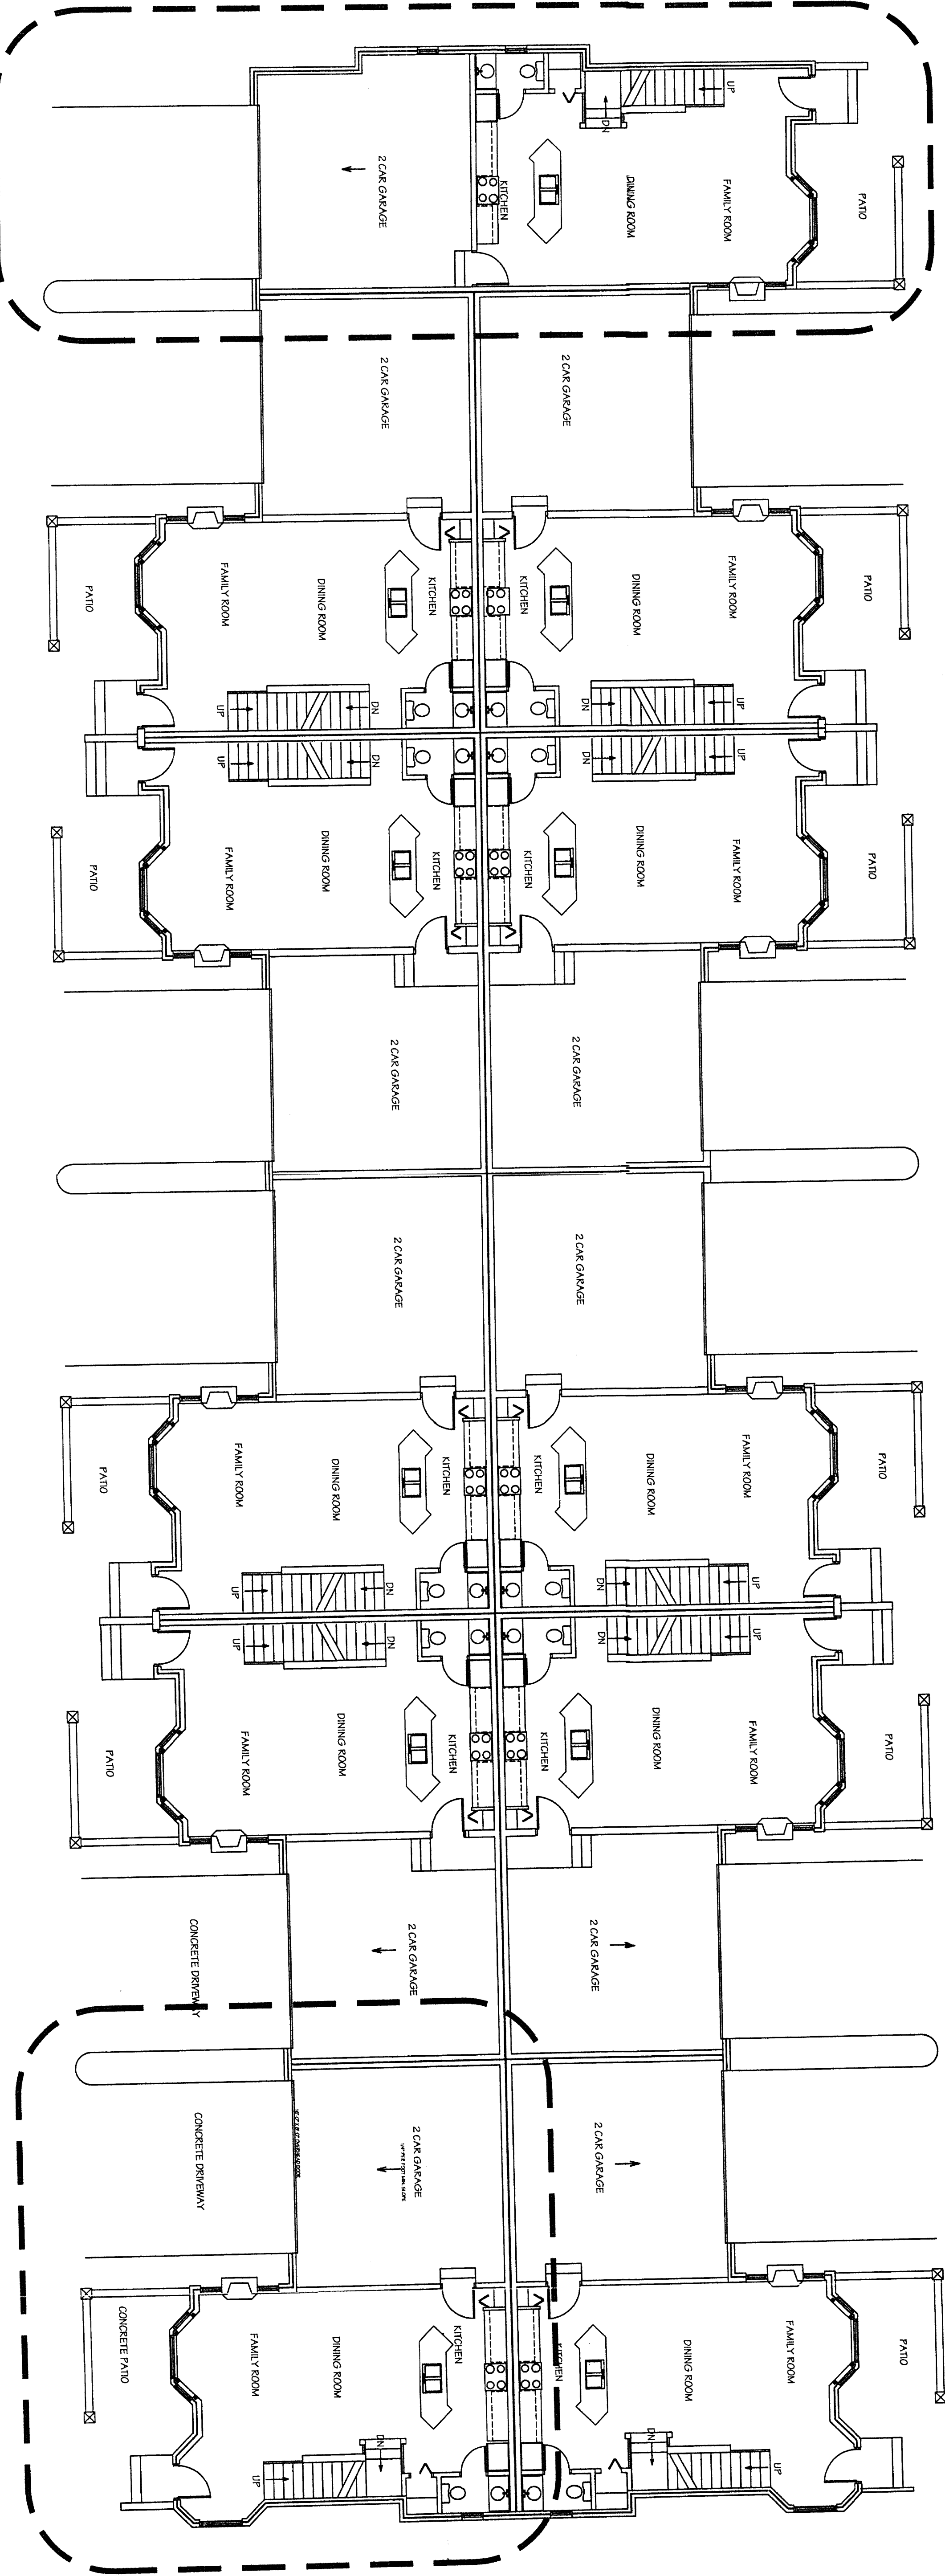 UP
DN
2 CAR GARAGE
KITCHEN
DINING ROOM
FAMILY ROOM
PATIO
2 CAR GARAGE
2 CAR GARAGE
PATIO
FAMILY ROOM
DINING ROOM
KITCHEN
KITCHEN
DINING ROOM
FAMILY ROOM
PATIO
UP
DN
DN
UP
UP
DN
DN
UP
PATIO
FAMILY ROOM
DINING ROOM
KITCHEN
KITCHEN
DINING ROOM
FAMILY ROOM
PATIO
2 CAR GARAGE
2 CAR GARAGE
2 CAR GARAGE
2 CAR GARAGE
PATIO
FAMILY ROOM
DINING ROOM
KITCHEN
KITCHEN
DINING ROOM
FAMILY ROOM
PATIO
UP
DN
DN
UP
UP
DN
DN
UP
PATIO
FAMILY ROOM
DINING ROOM
KITCHEN
KITCHEN
DINING ROOM
FAMILY ROOM
PATIO
CONCRETE DRIVEWAY
2 CAR GARAGE
2 CAR GARAGE
CONCRETE DRIVEWAY
2 CAR GARAGE
2 CAR GARAGE
CONCRETE PATIO
FAMILY ROOM
DINING ROOM
KITCHEN
KITCHEN
DINING ROOM
FAMILY ROOM
PATIO
UP
DN
DN
UP